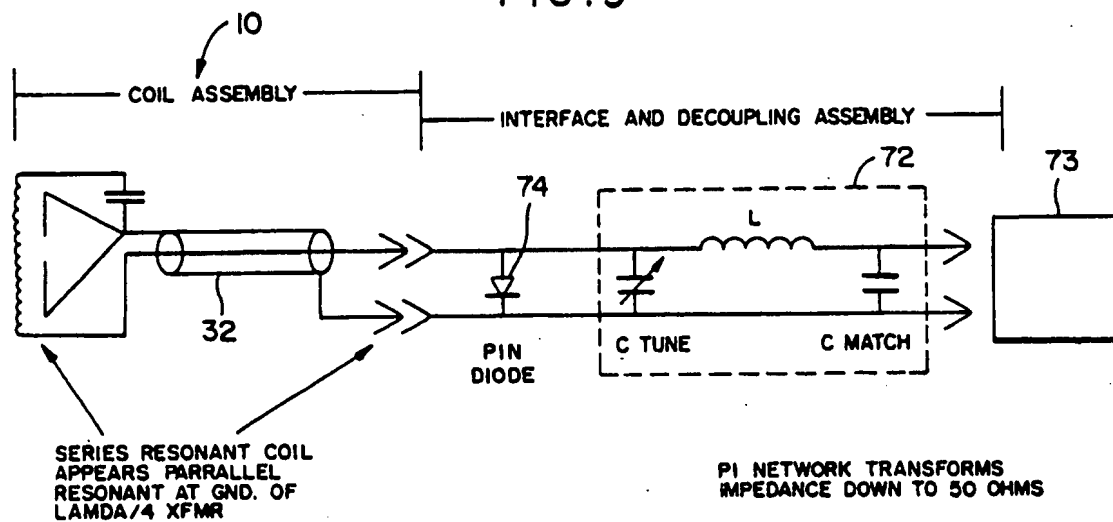 10
COIL ASSEMBLY
INTERFACE AND DECOUPLING ASSEMBLY
72
73
74
L
32
PIN
DIODE
C TUNE
C MATCH
SERIES RESONANT COIL
APPEARS PARRALLEL
RESONANT AT GND. OF
LAMDA/4 XFMR
PI NETWORK TRANSFORMS
IMPEDANCE DOWN TO 50 OHMS